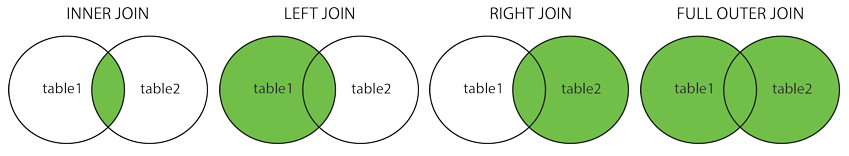 INNER JOIN
LEFT JOIN
RIGHT JOIN
FULL OUTER JOIN
table1
table2
table1
table2
table1
table2
table1
table2